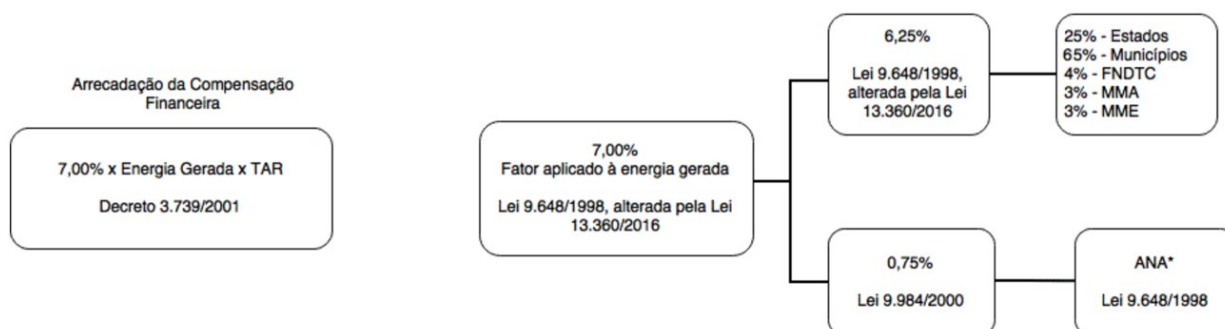 Arrecadação da Compensação
Financeira
7,00% x Energia Gerada x TAR
Decreto 3.739/2001
7,00%
Fator aplicado à energia gerada
Lei 9.648/1998, alterada pela Lei
13.360/2016
6,25%
Lei 9.648/1998,
alterada pela Lei
13.360/2016
25% - Estados
65% - Municípios
4% - FNDTC
3% - MMA
3% - MME
0,75%
Lei 9.984/2000
ANA*
Lei 9.648/1998